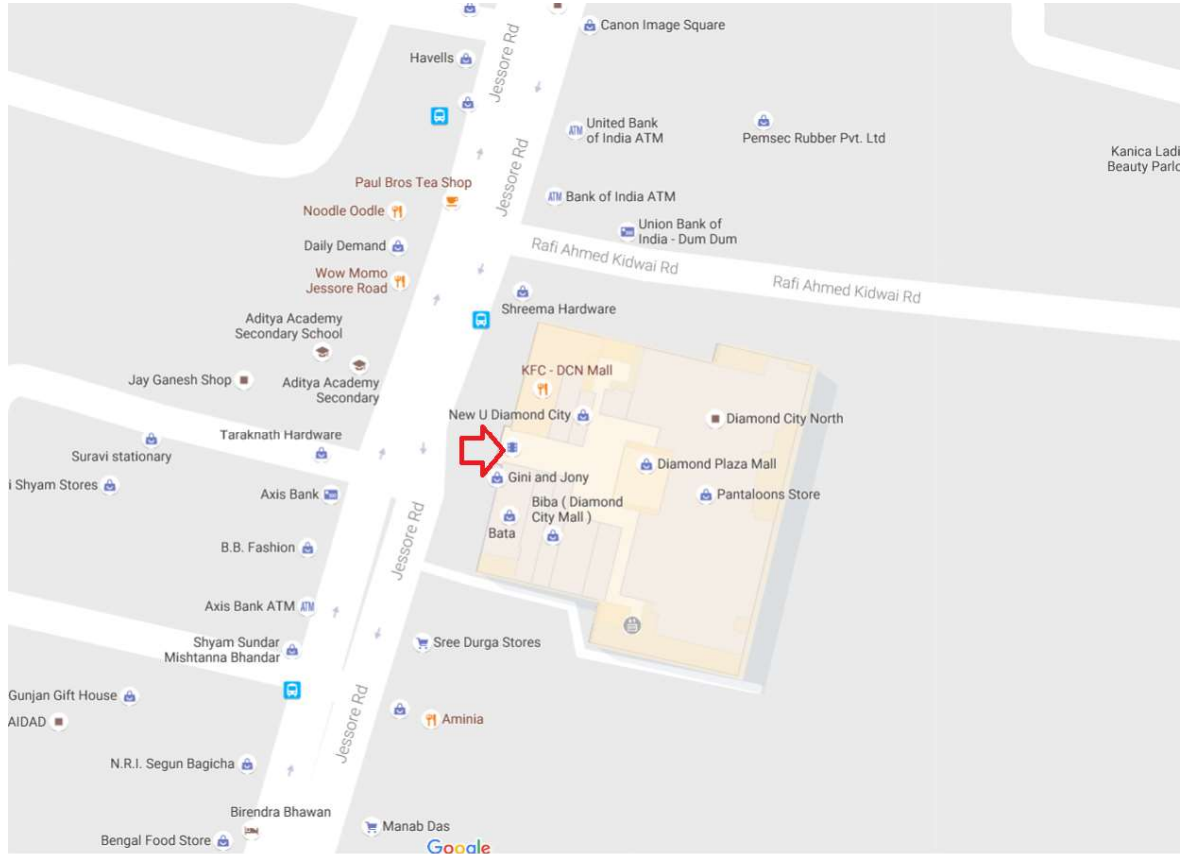 Canon Image Square
Havells
Jessore Rd
United Bank
of India ATM
ATM
Pemsec Rubber Pvt. Ltd
Kanica Ladi
Beauty Parlo
Jessore Rd
Paul Bros Tea Shop
ATM
Bank of India ATM
Noodle Oodle
Union Bank of
India - Dum Dum
Daily Demand
Rafi Ahmed Kidwai Rd
Rafi Ahmed Kidwai Rd
Wow Momo
Jessore Road
Shreema Hardware
Aditya Academy
Secondary School
KFC - DCN Mall
Jay Ganesh Shop
Aditya Academy
Secondary
New U Diamond City
Diamond City North
Taraknath Hardware
Suravi stationary
Diamond Plaza Mall
Gini and Jony
i Shyam Stores
Axis Bank
Pantaloons Store
Biba ( Diamond
City Mall )
Bata
Jessore Rd
B.B. Fashion
Axis Bank ATM
ATM
Shyam Sundar
Mishtanna Bhandar
Sree Durga Stores
Gunjan Gift House
AIDAD
Jessore Rd
Aminia
N.R.I. Segun Bagicha
Birendra Bhawan
Manab Das
Bengal Food Store
Google